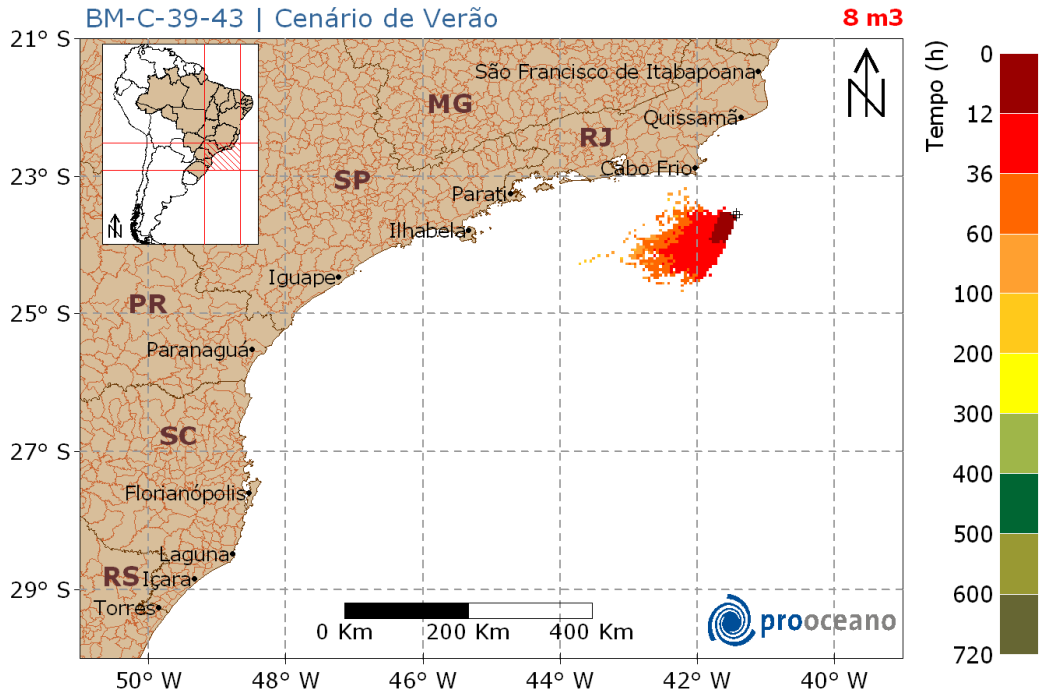 BM-C-39-43 | Cenário de Verão
8 m3
21° S
23° S
25° S
27° S
29° S
50° W
48° W
46° W
44° W
42° W
40° W
N
N
MG
RJ
SP
PR
SC
RS
São Francisco de Itabapoana
Quissamã
Cabo Frio
Parati
Ilhabela
Iguape
Paranaguá
Florianópolis
Laguna
Içara
Torres
0 Km
200 Km
400 Km
prooceano
Tempo (h)
0
12
36
60
100
200
300
400
500
600
720